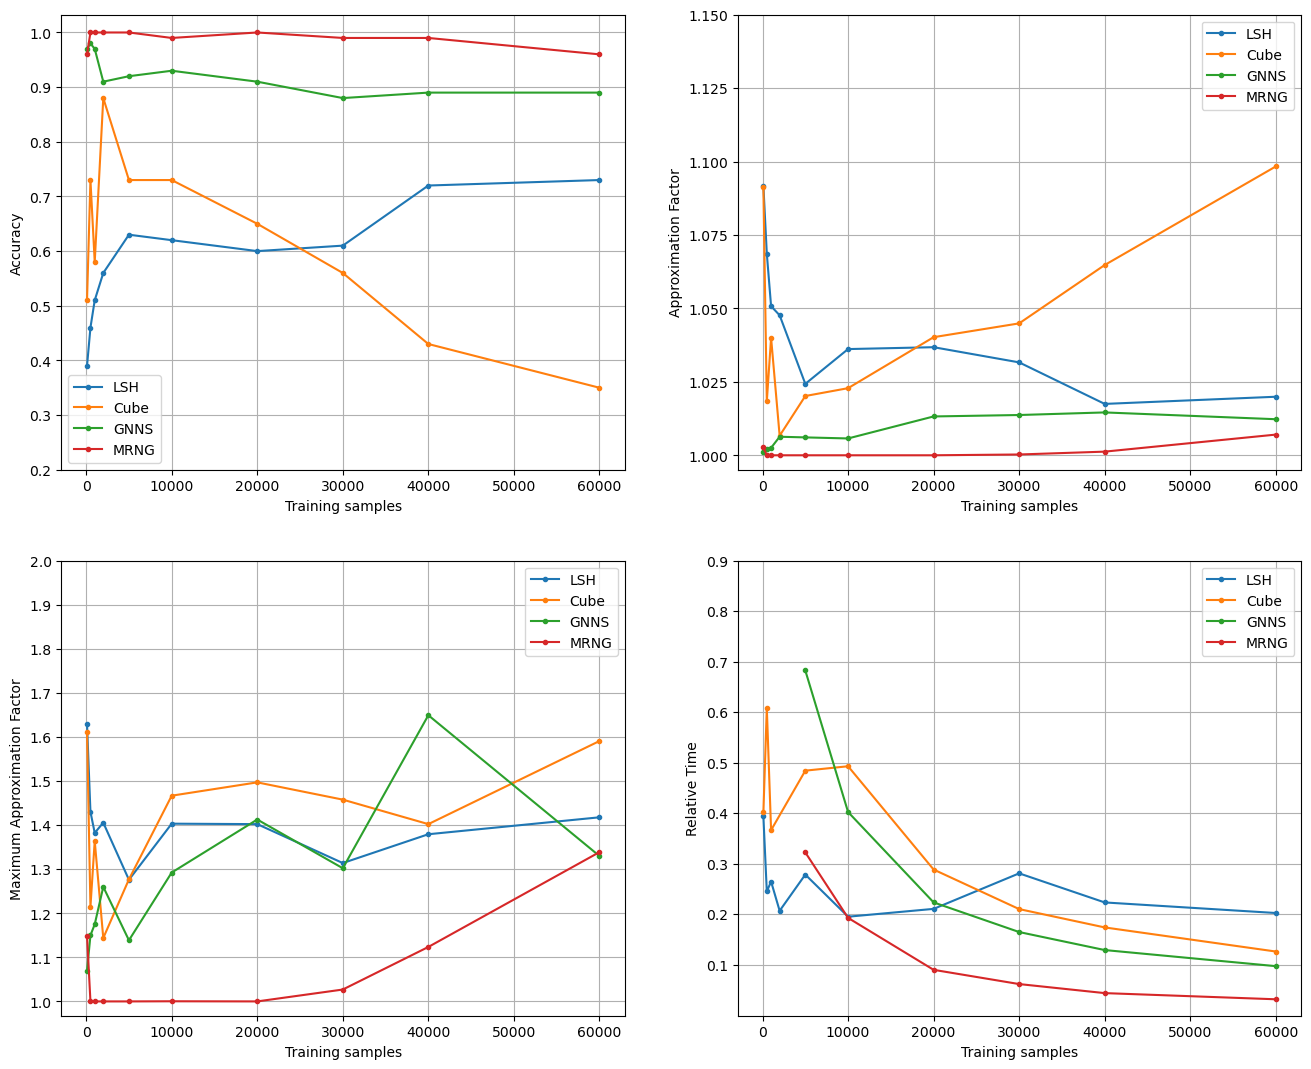 1.0
0.9
0.8
0.7
0.6
0.5
0.4
0.3
0.2
Accuracy
LSH
Cube
GNNS
MRNG
0 10000 20000 30000 40000 50000 60000
Training samples
1.150
1.125
1.100
1.075
1.050
1.025
1.000
Approximation Factor
LSH
Cube
GNNS
MRNG
0 10000 20000 30000 40000 50000 60000
Training samples
2.0
1.9
1.8
1.7
1.6
1.5
1.4
1.3
1.2
1.1
1.0
Maximum Approximation Factor
LSH
Cube
GNNS
MRNG
0 10000 20000 30000 40000 50000 60000
Training samples
0.9
0.8
0.7
0.6
0.5
0.4
0.3
0.2
0.1
Relative Time
LSH
Cube
GNNS
MRNG
0 10000 20000 30000 40000 50000 60000
Training samples